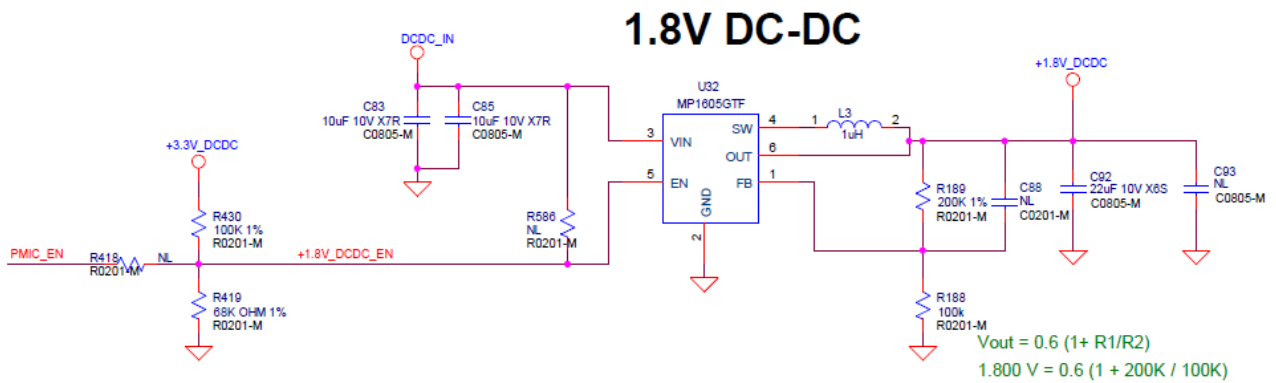 1.8V DC-DC
DCDC_IN
+1.8V_DCDC
C83
10uF 10V X7R
C0805-M
C85
10uF 10V X7R
C0805-M
U32
MP1605GTF
3
VIN
5
EN
GND
2
SW
4
OUT
6
FB
1
1
L3
2
1uH
+3.3V_DCDC
R430
100K 1%
R0201-M
PMIC_EN
R418
NL
R0201-M
+1.8V_DCDC_EN
R419
68K OHM 1%
R0201-M
R586
NL
R0201-M
R189
200K 1%
R0201-M
C88
NL
C0201-M
C92
22uF 10V X6S
C0805-M
C93
NL
C0805-M
R188
100k
R0201-M
Vout = 0.6 (1+ R1/R2)
1.800 V = 0.6 (1 + 200K / 100K)